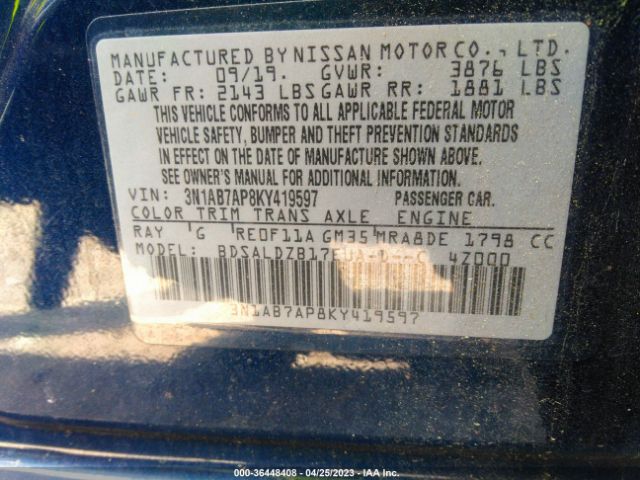 MANUFACTURED BY NISSAN MOTOR CO., LTD.
DATE: 09/19. GVWR: 3876 LBS
GAWR FR: 2143 LBS GAWR RR: 1881 LBS
THIS VEHICLE CONFORMS TO ALL APPLICABLE FEDERAL MOTOR
VEHICLE SAFETY, BUMPER AND THEFT PREVENTION STANDARDS
IN EFFECT ON THE DATE OF MANUFACTURE SHOWN ABOVE.
SEE OWNER'S MANUAL FOR ADDITIONAL INFORMATION.
VIN: 3N1AB7AP8KY419597 PASSENGER CAR.
COLOR TRIM TRANS AXLE ENGINE
RAY G RE0F11A GM35 MRA8DE 1798 CC
MODEL: BDSALDZB17EUA-D--C 4Z000
3N1AB7AP8KY419597
000-36448408 - 04/25/2023 - IAA Inc.